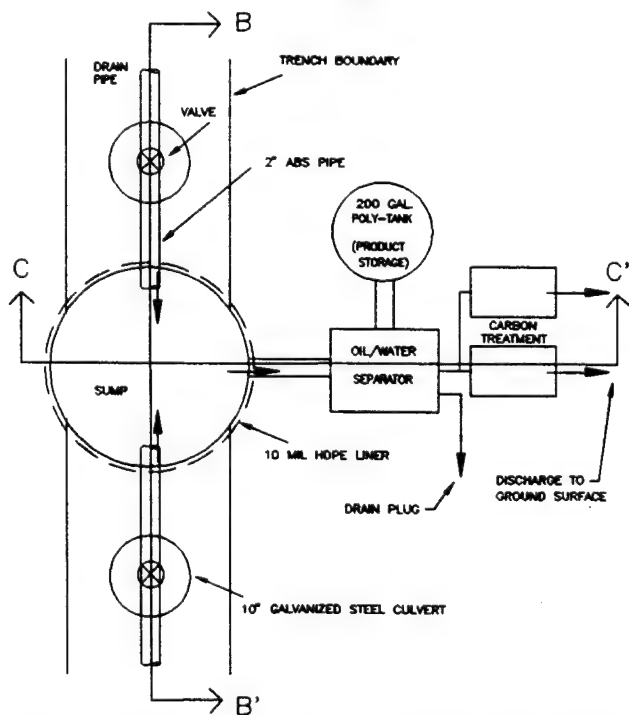 B
DRAIN
PIPE
TRENCH BOUNDARY
VALVE
2" ABS PIPE
200 GAL.
POLY-TANK
(PRODUCT
STORAGE)
C
C'
CARBON
TREATMENT
OIL/WATER
SEPARATOR
SUMP
10 MIL HDPE LINER
DISCHARGE TO
GROUND SURFACE
DRAIN PLUG
10" GALVANIZED STEEL CULVERT
B'